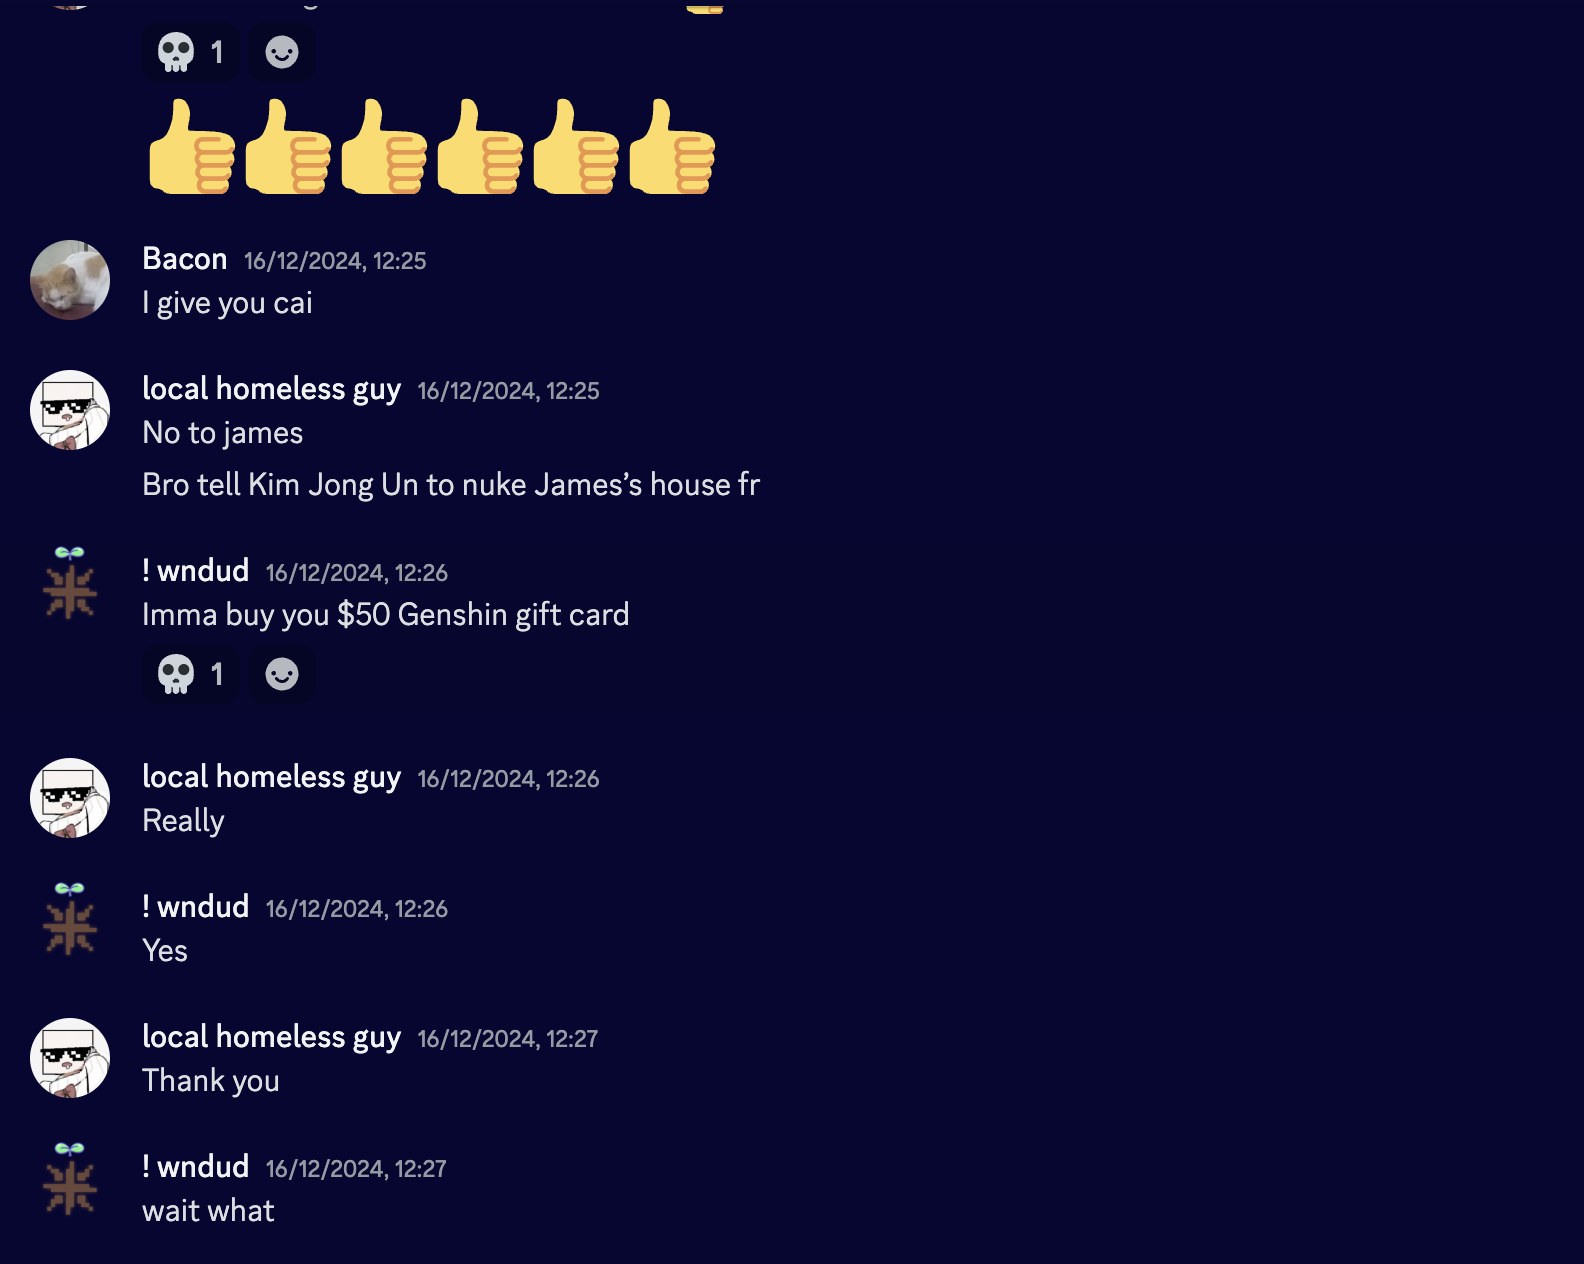 1
Bacon 16/12/2024, 12:25
I give you cai
local homeless guy 16/12/2024, 12:25
No to james
Bro tell Kim Jong Un to nuke James’s house fr
! wndud 16/12/2024, 12:26
Imma buy you $50 Genshin gift card
1
local homeless guy 16/12/2024, 12:26
Really
! wndud 16/12/2024, 12:26
Yes
local homeless guy 16/12/2024, 12:27
Thank you
! wndud 16/12/2024, 12:27
wait what